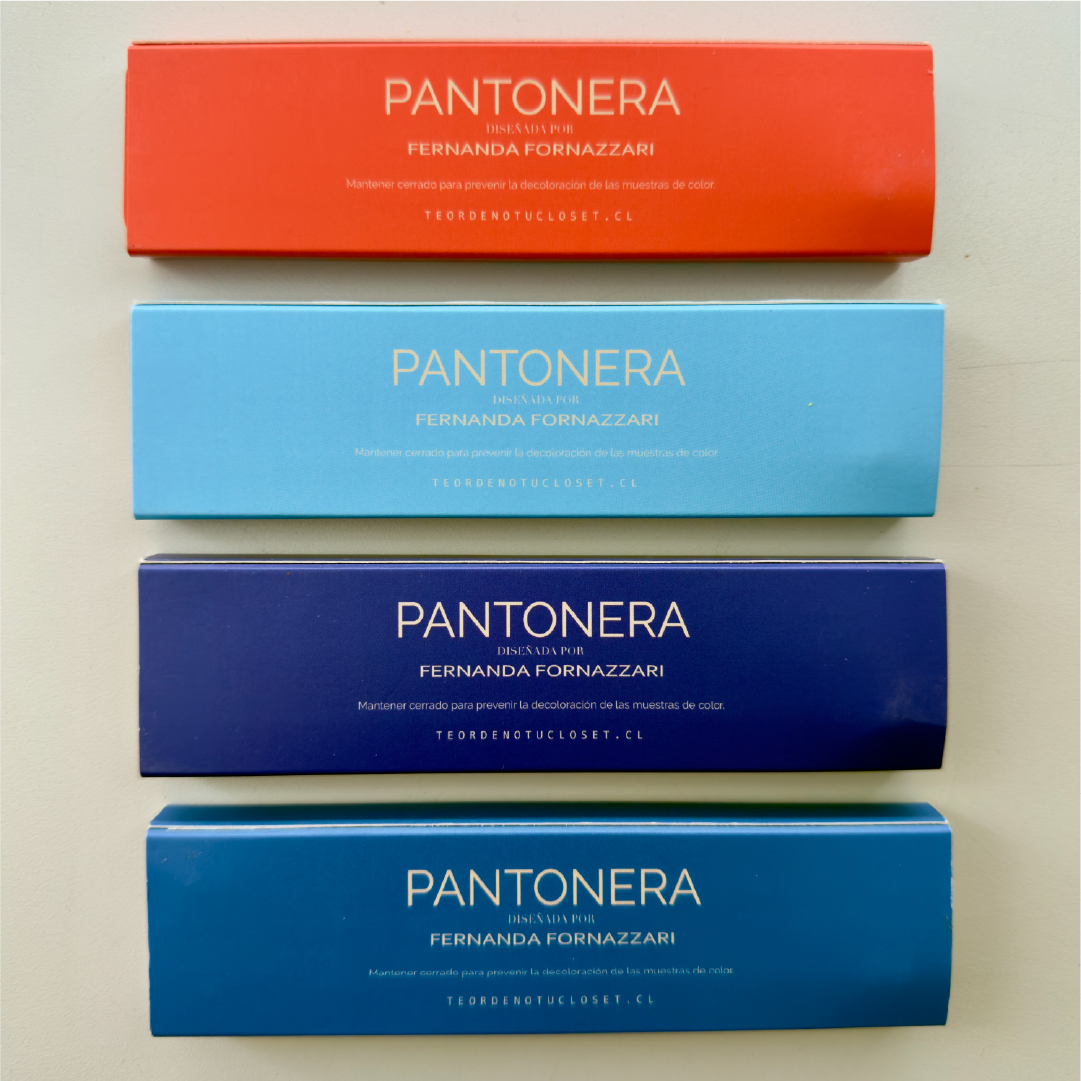 PANTONERA
DISEÑADA POR
FERNANDA FORNAZZARI
Mantener cerrado para prevenir la decoloración de las muestras de color.
TEORDENOTUCLOSET.CL
PANTONERA
DISEÑADA POR
FERNANDA FORNAZZARI
Mantener cerrado para prevenir la decoloración de las muestras de color.
TEORDENOTUCLOSET.CL
PANTONERA
DISEÑADA POR
FERNANDA FORNAZZARI
Mantener cerrado para prevenir la decoloración de las muestras de color.
TEORDENOTUCLOSET.CL
PANTONERA
DISEÑADA POR
FERNANDA FORNAZZARI
Mantener cerrado para prevenir la decoloración de las muestras de color.
TEORDENOTUCLOSET.CL